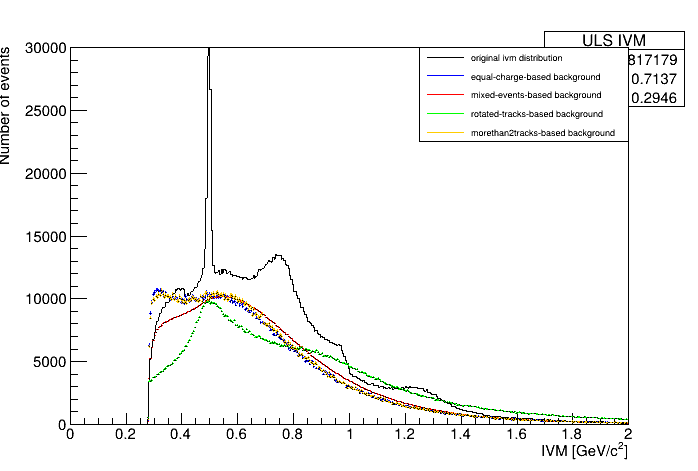 ULS IVM
817179
0.7137
0.2946
original ivm distribution
equal-charge-based background
mixed-events-based background
rotated-tracks-based background
morethan2tracks-based background
Number of events
30000
25000
20000
15000
10000
5000
0
0 0.2 0.4 0.6 0.8 1 1.2 1.4 1.6 1.8 2
IVM [GeV/c²]